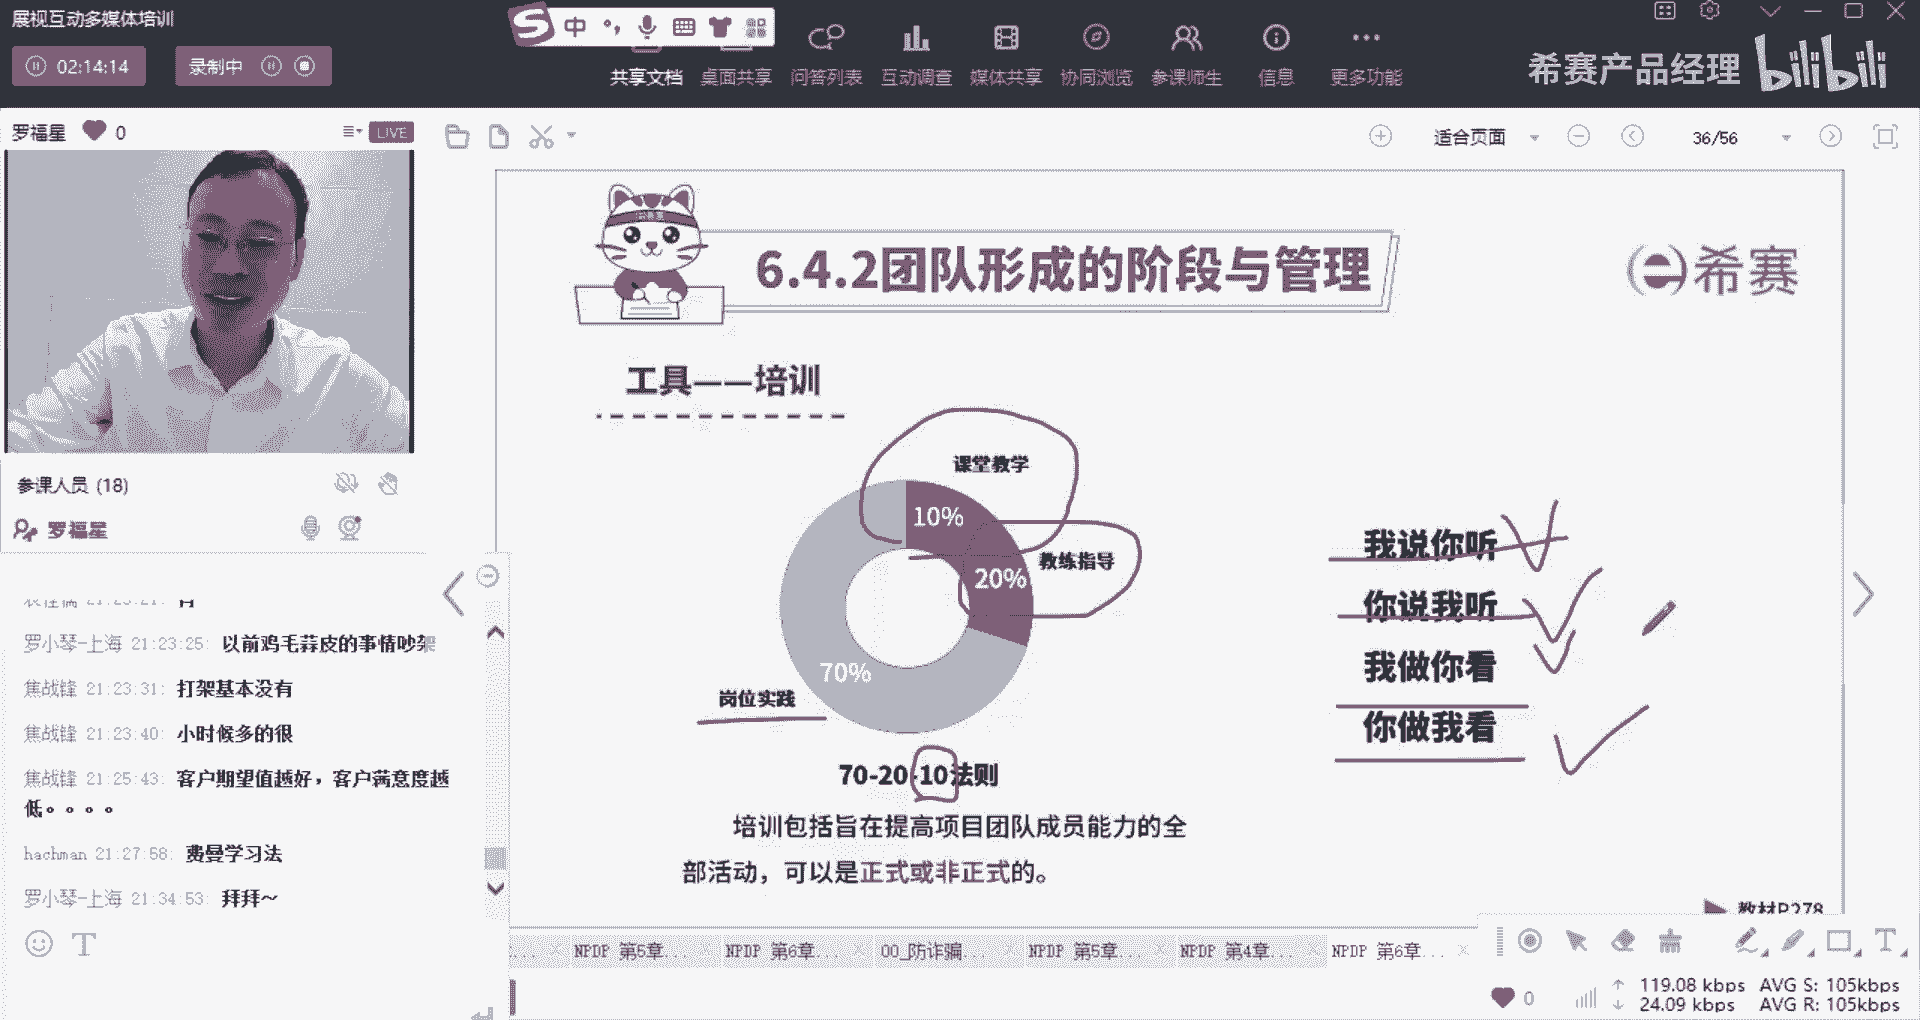 展视互动多媒体培训
02:14:14
录制中
中
共享文档 桌面共享 问答列表 互动调查 媒体共享 协同浏览 参课师生 信息 更多功能
希赛产品经理 bilibili
罗福星 0 LIVE
适合页面 36/56
参课人员 (18)
罗福星
罗小琴-上海 21:23:25: 以前鸡毛蒜皮的事情吵架
焦战锋 21:23:31: 打架基本没有
焦战锋 21:23:40: 小时候多的很
焦战锋 21:25:43: 客户期望值越好，客户满意度越
低。。。。
hachman 21:27:58: 费曼学习法
罗小琴-上海 21:34:53: 拜拜~
6.4.2团队形成的阶段与管理
希赛
工具——培训
课堂教学
10%
教练指导
20%
70%
岗位实践
70-20-10法则
培训包括旨在提高项目团队成员能力的全
部活动，可以是正式或非正式的。
我说你听
你说我听
我做你看
你做我看
教材P278
... NPDP 第5章... NPDP 第6章... 00_防诈骗... NPDP 第5章... NPDP 第4章... NPDP 第6章...
0 119.08 kbps AVG S: 105kbps
24.09 kbps AVG R: 105kbps